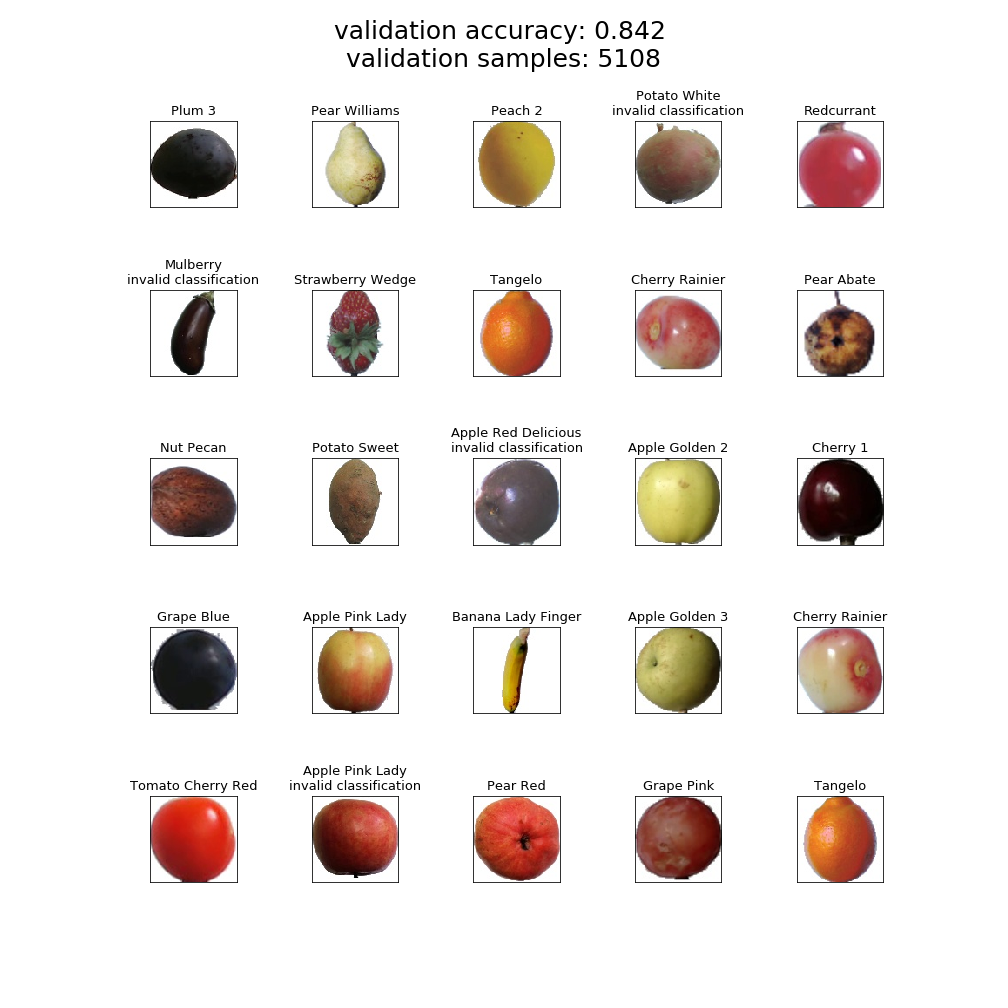 validation accuracy: 0.842
validation samples: 5108
Plum 3
Pear Williams
Peach 2
Potato White
invalid classification
Redcurrant
Mulberry
invalid classification
Strawberry Wedge
Tangelo
Cherry Rainier
Pear Abate
Nut Pecan
Potato Sweet
Apple Red Delicious
invalid classification
Apple Golden 2
Cherry 1
Grape Blue
Apple Pink Lady
Banana Lady Finger
Apple Golden 3
Cherry Rainier
Tomato Cherry Red
Apple Pink Lady
invalid classification
Pear Red
Grape Pink
Tangelo